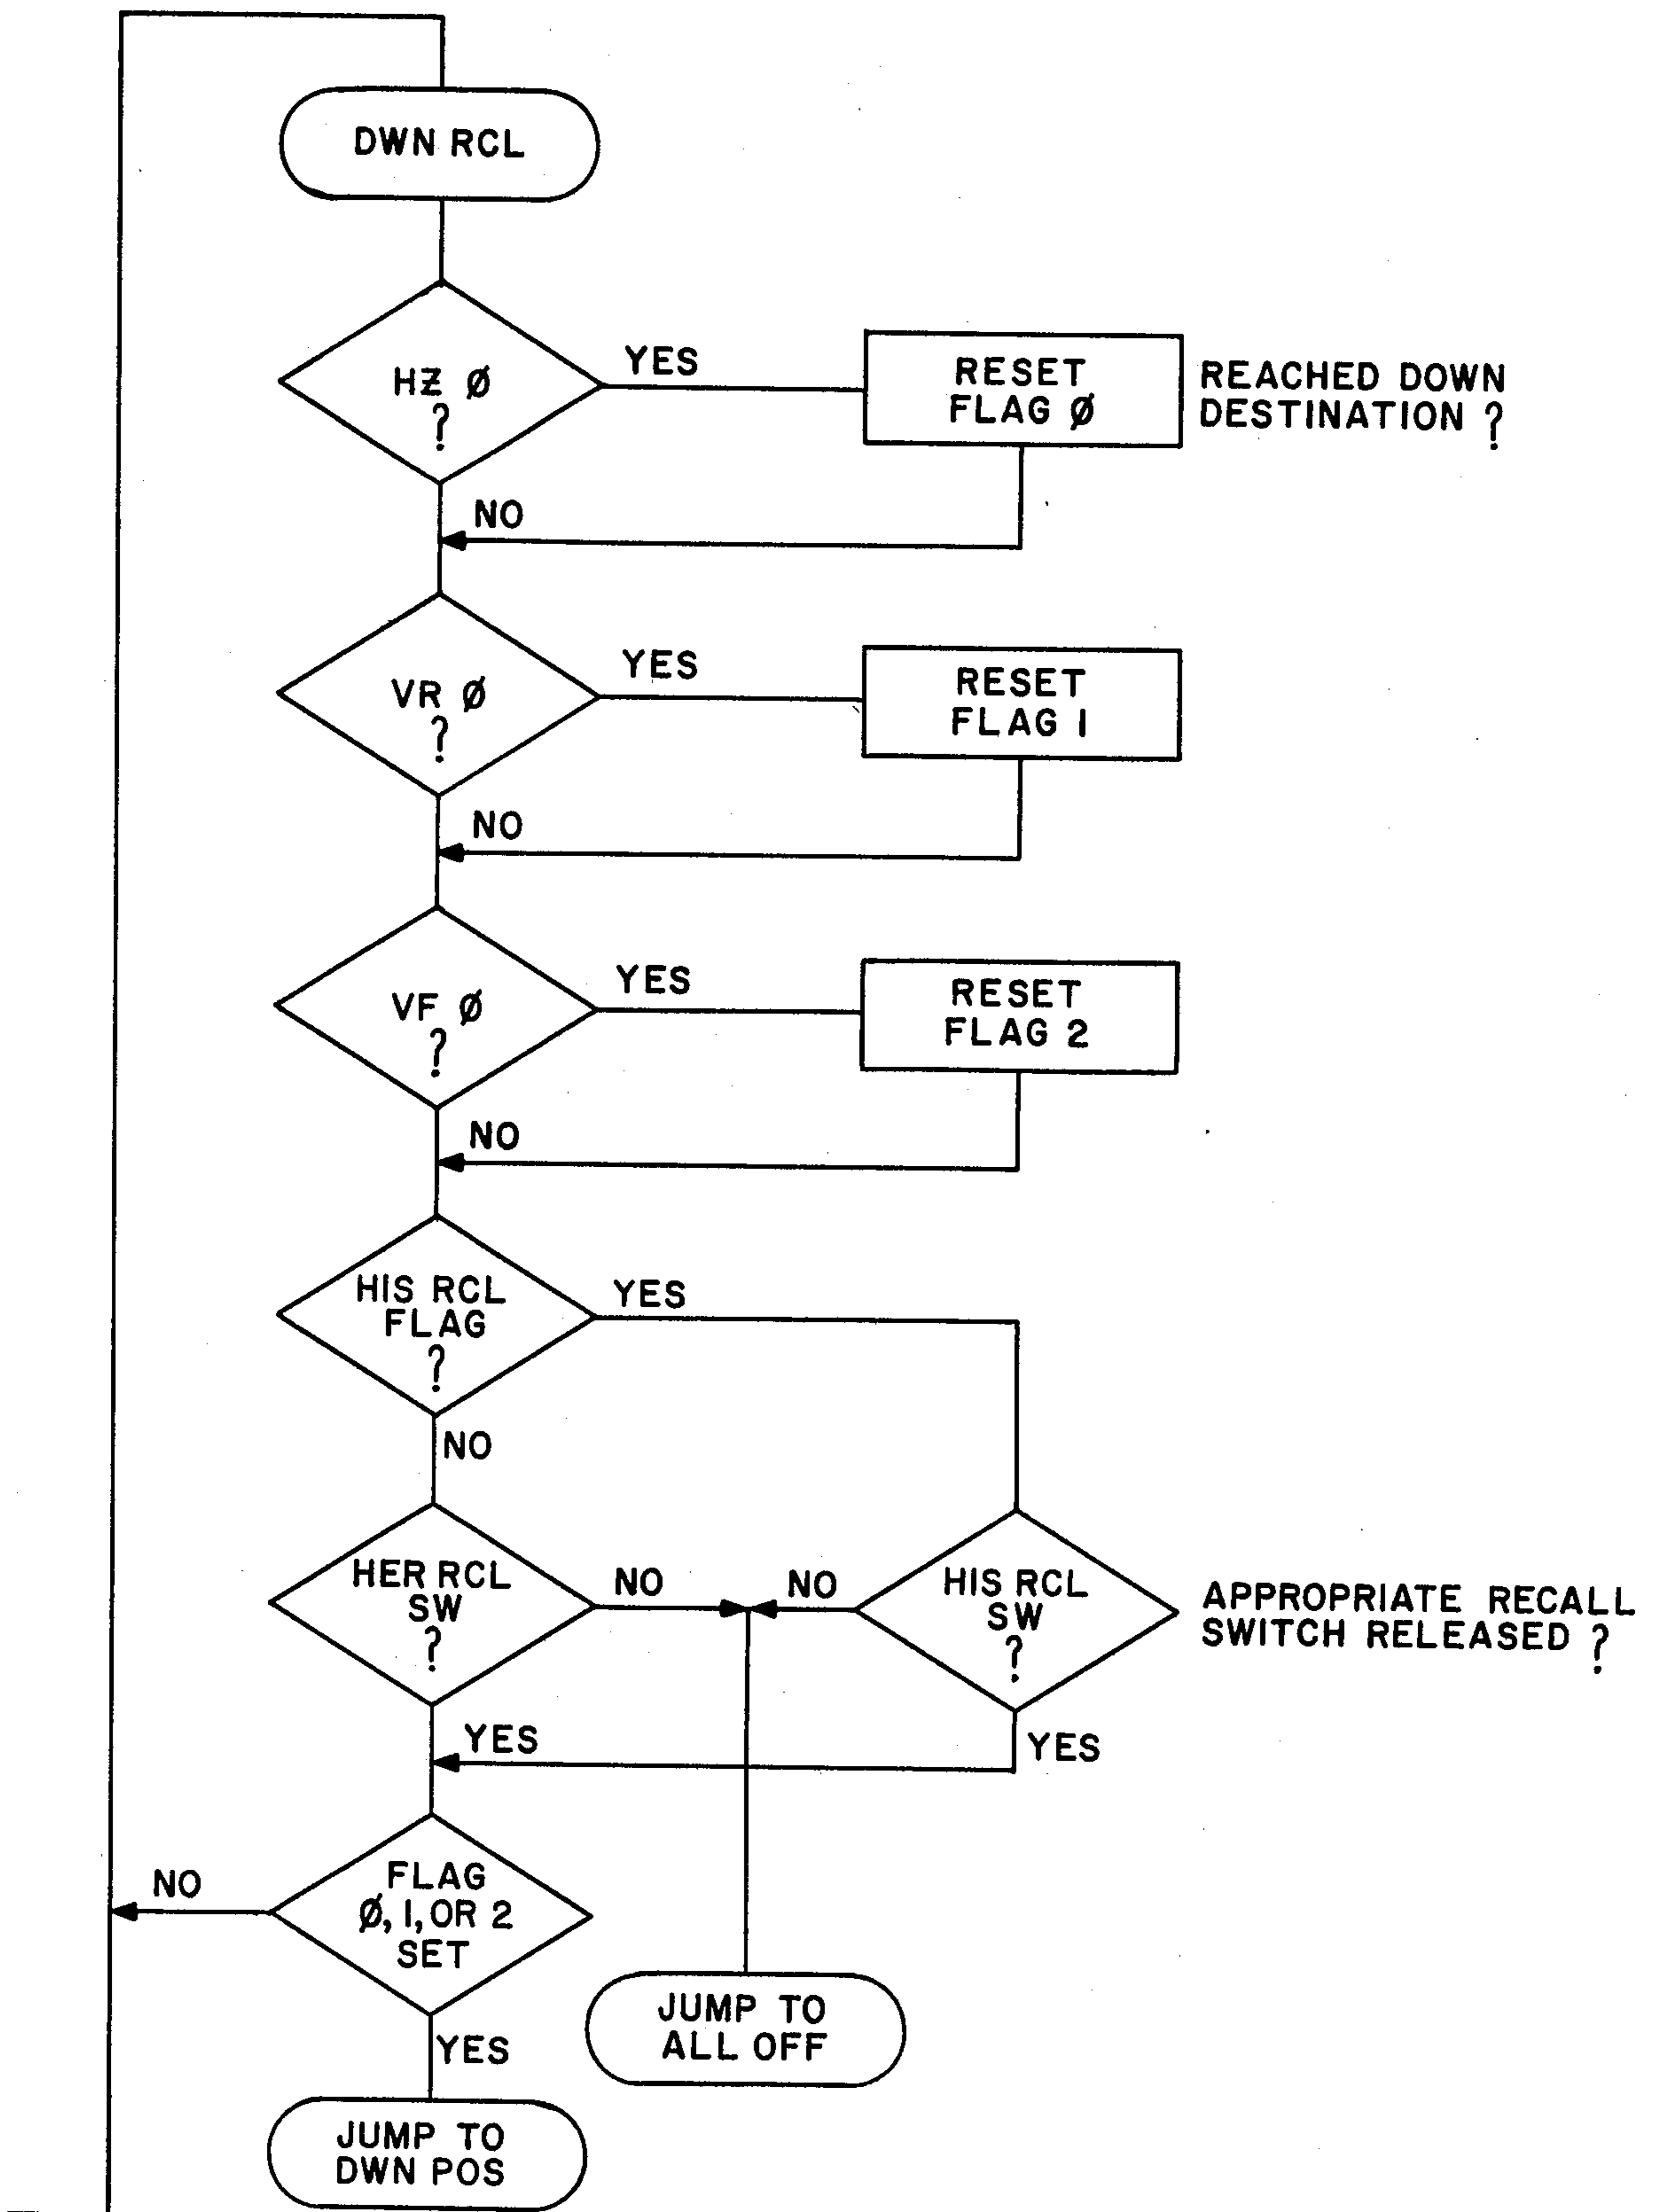 DWN RCL
HZ Ø
?
YES
RESET
FLAG Ø
REACHED DOWN
DESTINATION ?
NO
VR Ø
?
YES
RESET
FLAG 1
NO
VF Ø
?
YES
RESET
FLAG 2
NO
HIS RCL
FLAG
?
YES
NO
HER RCL
SW
?
NO
NO
HIS RCL
SW
?
APPROPRIATE RECALL
SWITCH RELEASED ?
YES
YES
FLAG
Ø, 1, OR 2
SET
NO
YES
JUMP TO
ALL OFF
JUMP TO
DWN POS